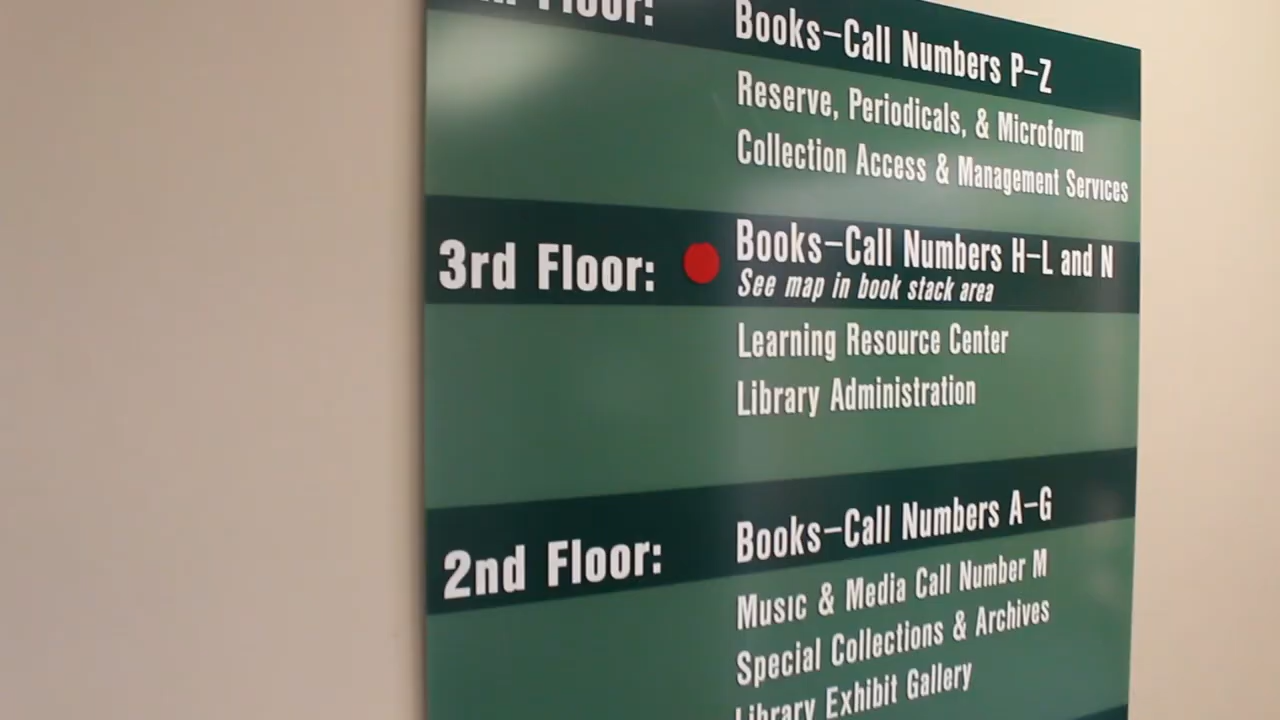 Floor: Books–Call Numbers P–Z
Reserve, Periodicals, & Microform
Collection Access & Management Services
3rd Floor: Books–Call Numbers H–L and N
See map in book stack area
Learning Resource Center
Library Administration
2nd Floor: Books–Call Numbers A–G
Music & Media Call Number M
Special Collections & Archives
Library Exhibit Gallery